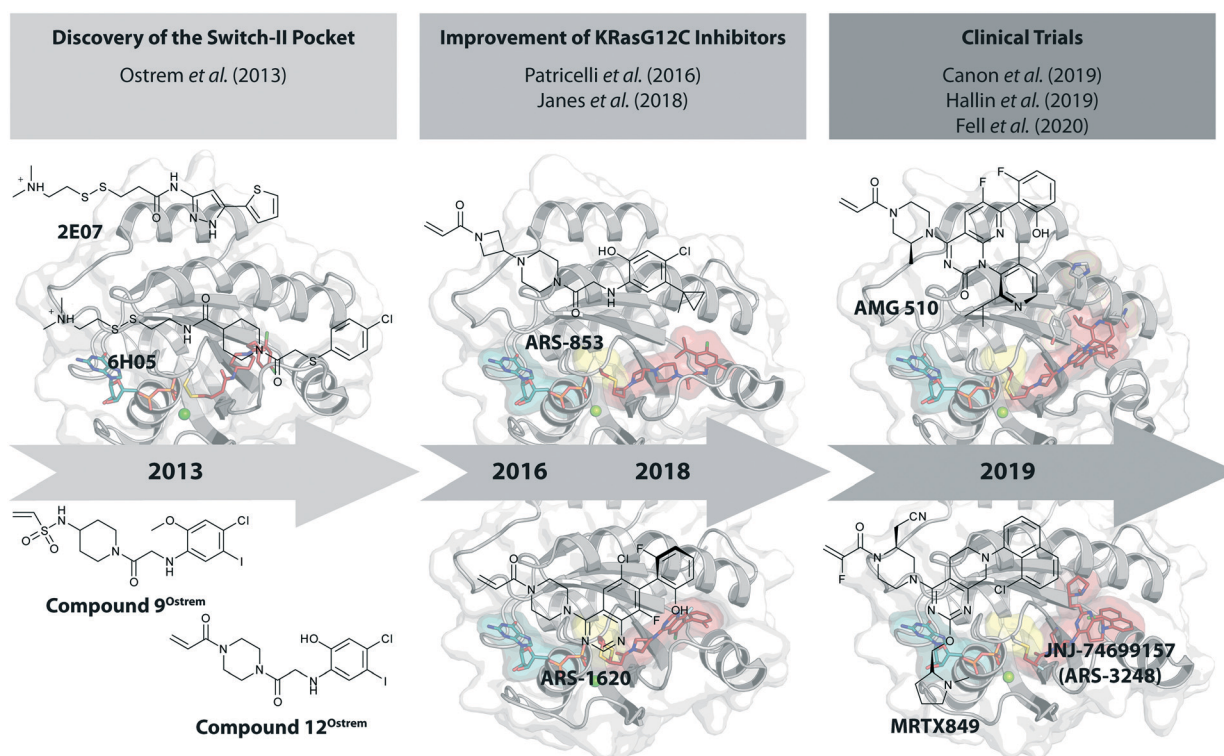 Discovery of the Switch-II Pocket
Ostrem et al. (2013)
Improvement of KRasG12C Inhibitors
Patricelli et al. (2016)
Janes et al. (2018)
Clinical Trials
Canon et al. (2019)
Hallin et al. (2019)
Fell et al. (2020)
2E07
6H05
ARS-853
AMG 510
2013
2016
2018
2019
Compound 9Ostrem
Compound 12Ostrem
ARS-1620
MRTX849
JNJ-74699157
(ARS-3248)